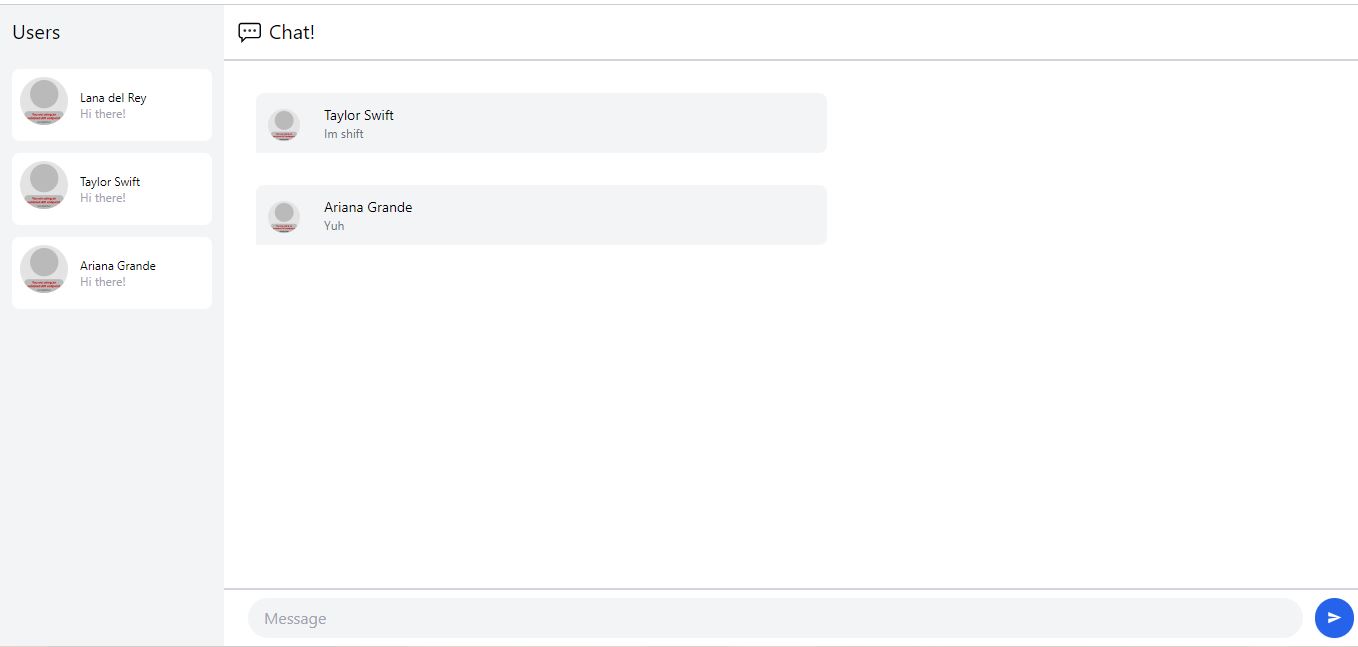 Users
Chat!
Lana del Rey
Hi there!
Taylor Swift
Hi there!
Ariana Grande
Hi there!
Taylor Swift
Im shift
Ariana Grande
Yuh
Message